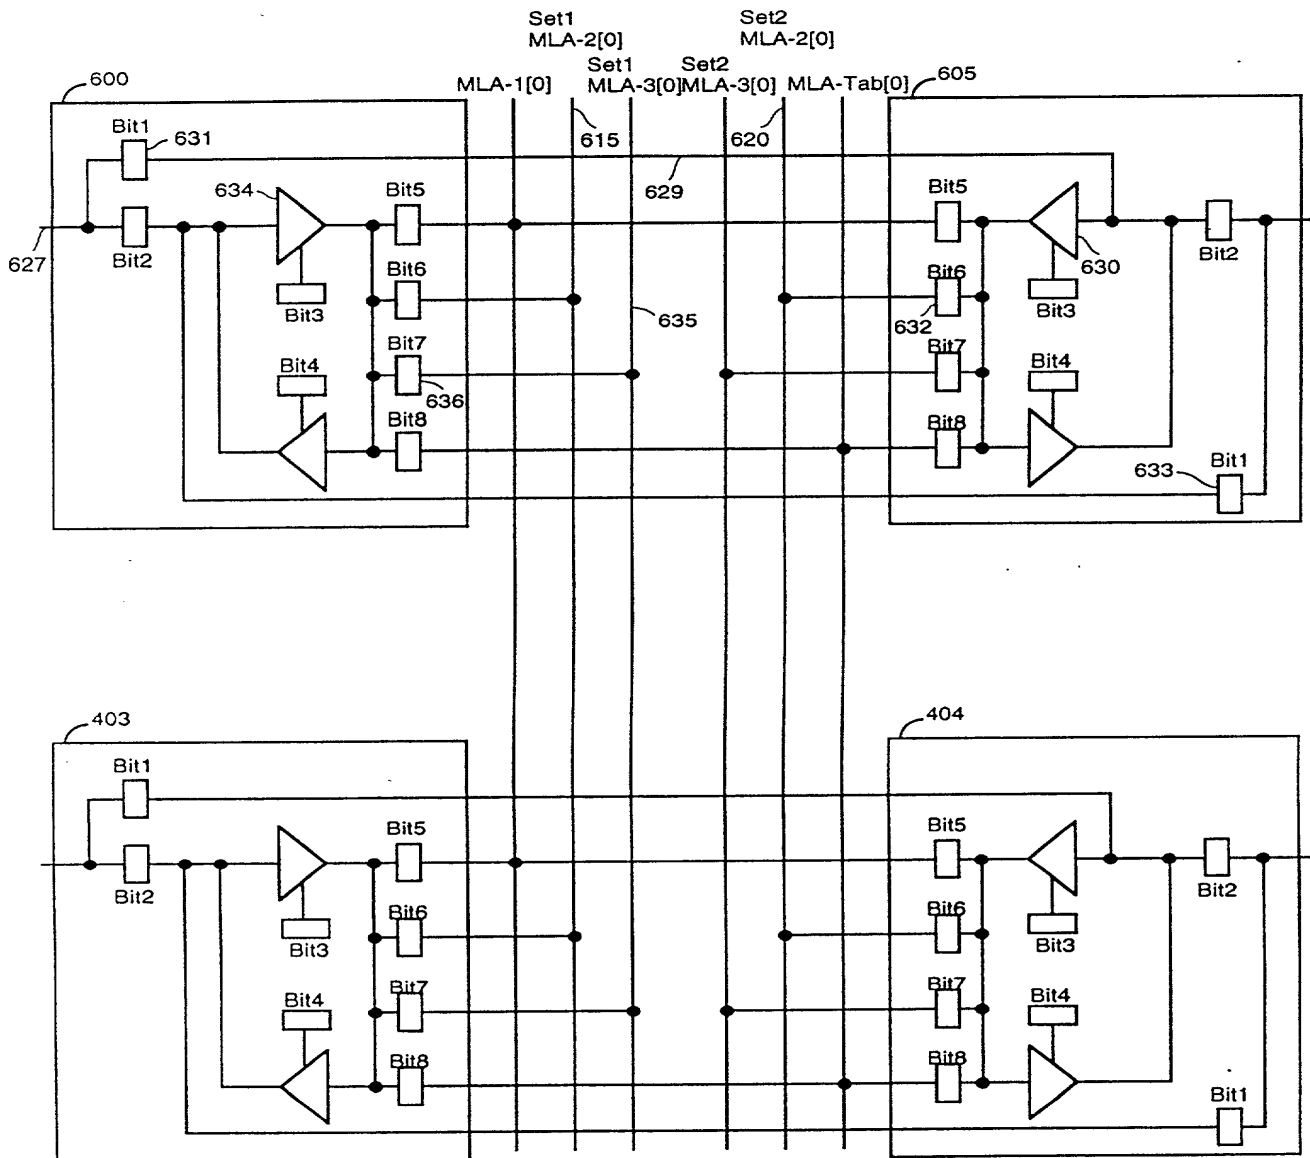 Set1
MLA-2[0]
Set2
MLA-2[0]
Set1
MLA-3[0]
Set2
MLA-3[0]
MLA-1[0]
MLA-Tab[0]
600
605
615
620
Bit1
631
629
634
Bit5
Bit5
627
Bit2
630
Bit2
Bit3
Bit6
635
Bit6
632
Bit3
Bit4
Bit7
636
Bit7
Bit4
Bit8
Bit8
633
Bit1
403
404
Bit1
Bit5
Bit5
Bit2
Bit2
Bit3
Bit6
Bit6
Bit3
Bit4
Bit7
Bit7
Bit4
Bit8
Bit8
Bit1